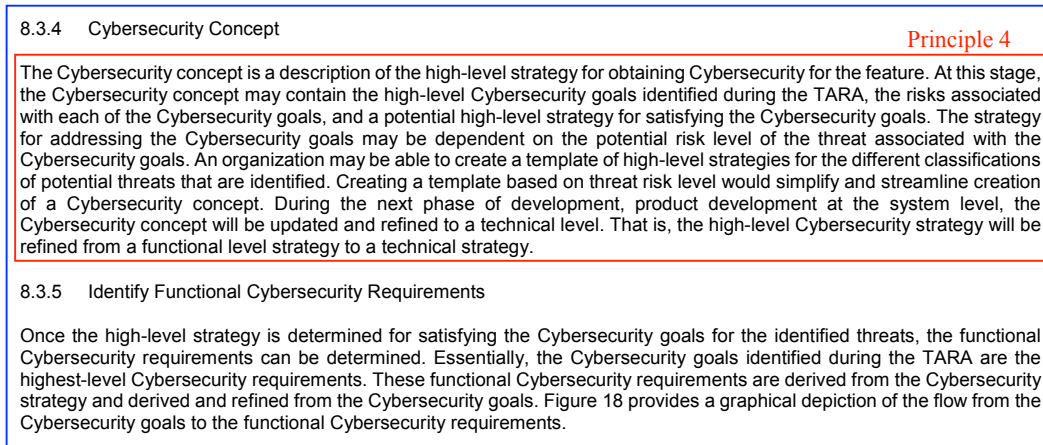 8.3.4 Cybersecurity Concept
Principle 4
The Cybersecurity concept is a description of the high-level strategy for obtaining Cybersecurity for the feature. At this stage,
the Cybersecurity concept may contain the high-level Cybersecurity goals identified during the TARA, the risks associated
with each of the Cybersecurity goals, and a potential high-level strategy for satisfying the Cybersecurity goals. The strategy
for addressing the Cybersecurity goals may be dependent on the potential risk level of the threat associated with the
Cybersecurity goals. An organization may be able to create a template of high-level strategies for the different classifications
of potential threats that are identified. Creating a template based on threat risk level would simplify and streamline creation
of a Cybersecurity concept. During the next phase of development, product development at the system level, the
Cybersecurity concept will be updated and refined to a technical level. That is, the high-level Cybersecurity strategy will be
refined from a functional level strategy to a technical strategy.
8.3.5 Identify Functional Cybersecurity Requirements
Once the high-level strategy is determined for satisfying the Cybersecurity goals for the identified threats, the functional
Cybersecurity requirements can be determined. Essentially, the Cybersecurity goals identified during the TARA are the
highest-level Cybersecurity requirements. These functional Cybersecurity requirements are derived from the Cybersecurity
strategy and derived and refined from the Cybersecurity goals. Figure 18 provides a graphical depiction of the flow from the
Cybersecurity goals to the functional Cybersecurity requirements.